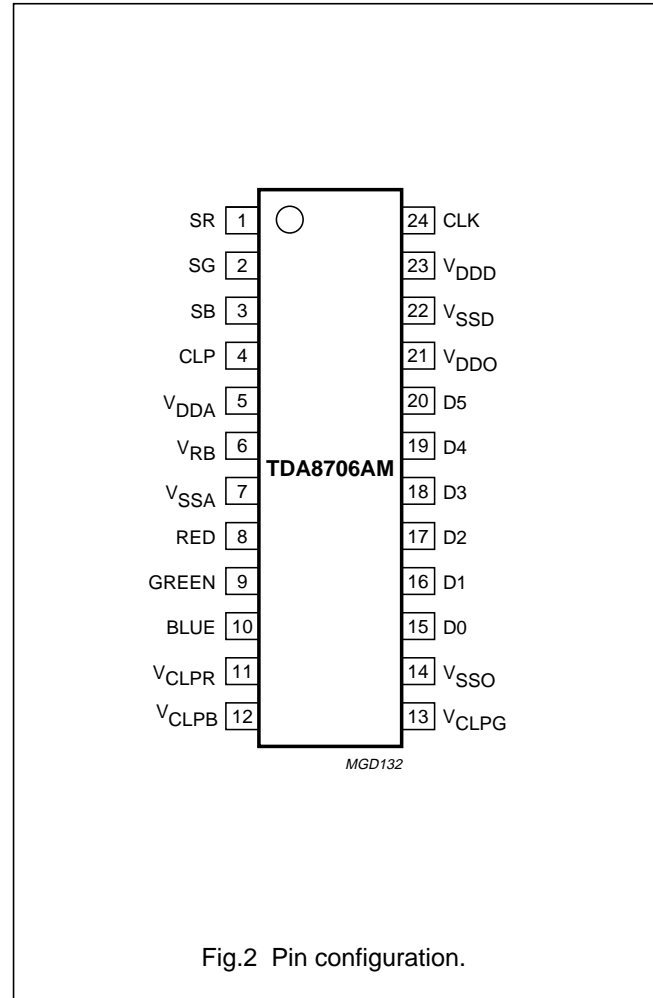 SR 1 24 CLK
SG 2 23 VDDD
SB 3 22 VSSD
CLP 4 21 VDDO
VDDA 5 20 D5
VRB 6 19 D4
TDA8706AM
VSSA 7 18 D3
RED 8 17 D2
GREEN 9 16 D1
BLUE 10 15 D0
VCLPR 11 14 VSSO
VCLPB 12 13 VCLPG
MGD132
Fig.2 Pin configuration.